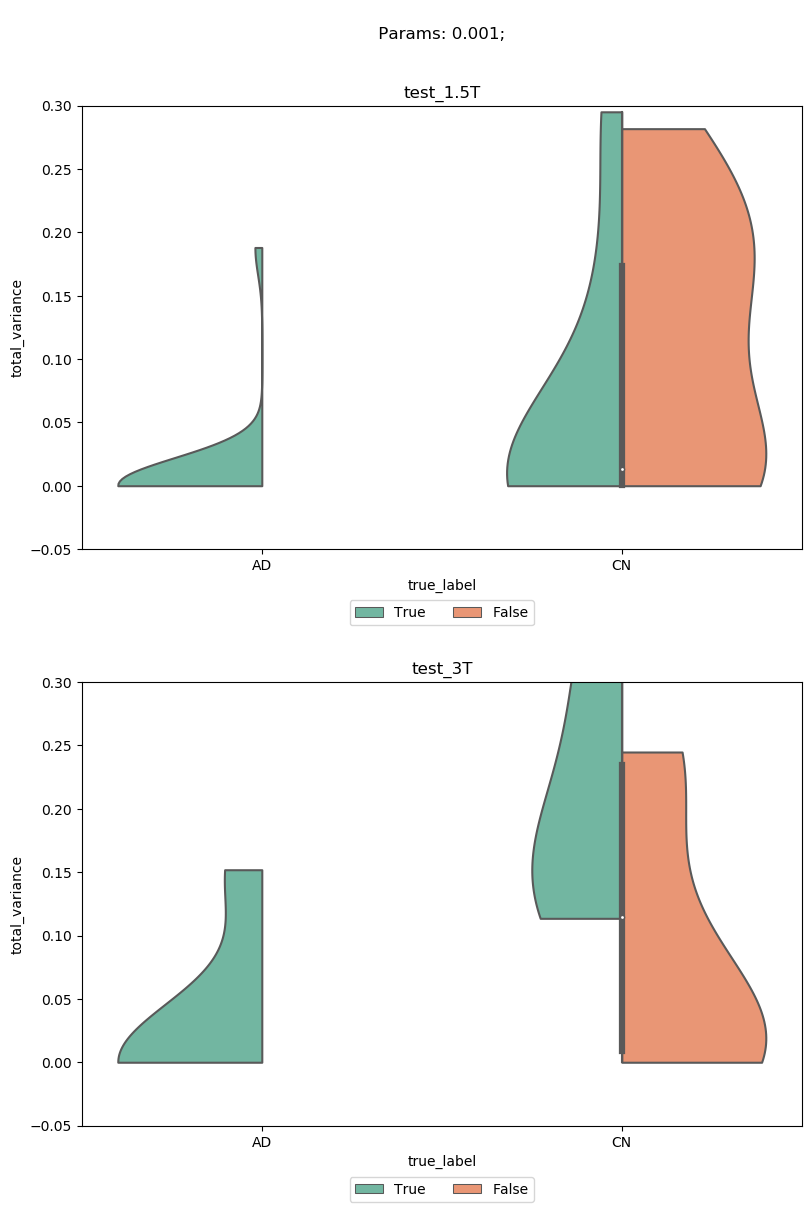 Params: 0.001;
test_1.5T
0.30
0.25
0.20
0.15
0.10
0.05
0.00
−0.05
total_variance
AD CN
true_label
True False
test_3T
0.30
0.25
0.20
0.15
0.10
0.05
0.00
−0.05
total_variance
AD CN
true_label
True False